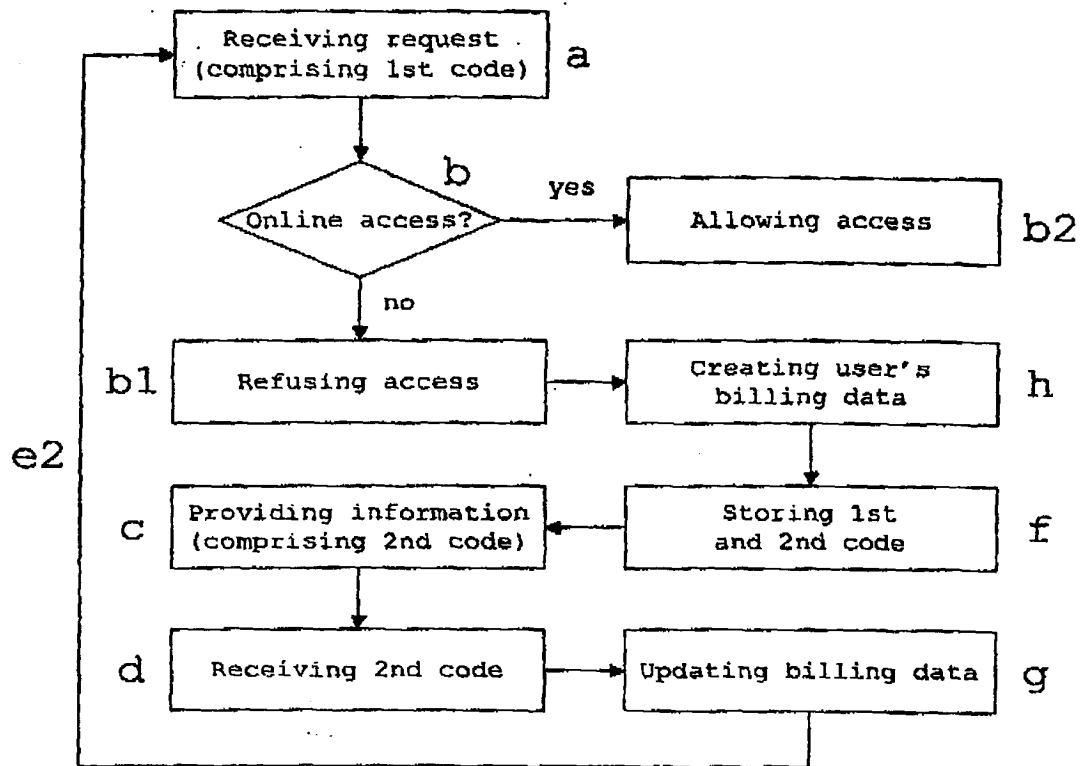 Receiving request
(comprising 1st code)
a
b
Online access?
yes
Allowing access
b2
no
b1
Refusing access
Creating user's
billing data
h
e2
c
Providing information
(comprising 2nd code)
Storing 1st
and 2nd code
f
d
Receiving 2nd code
Updating billing data
g